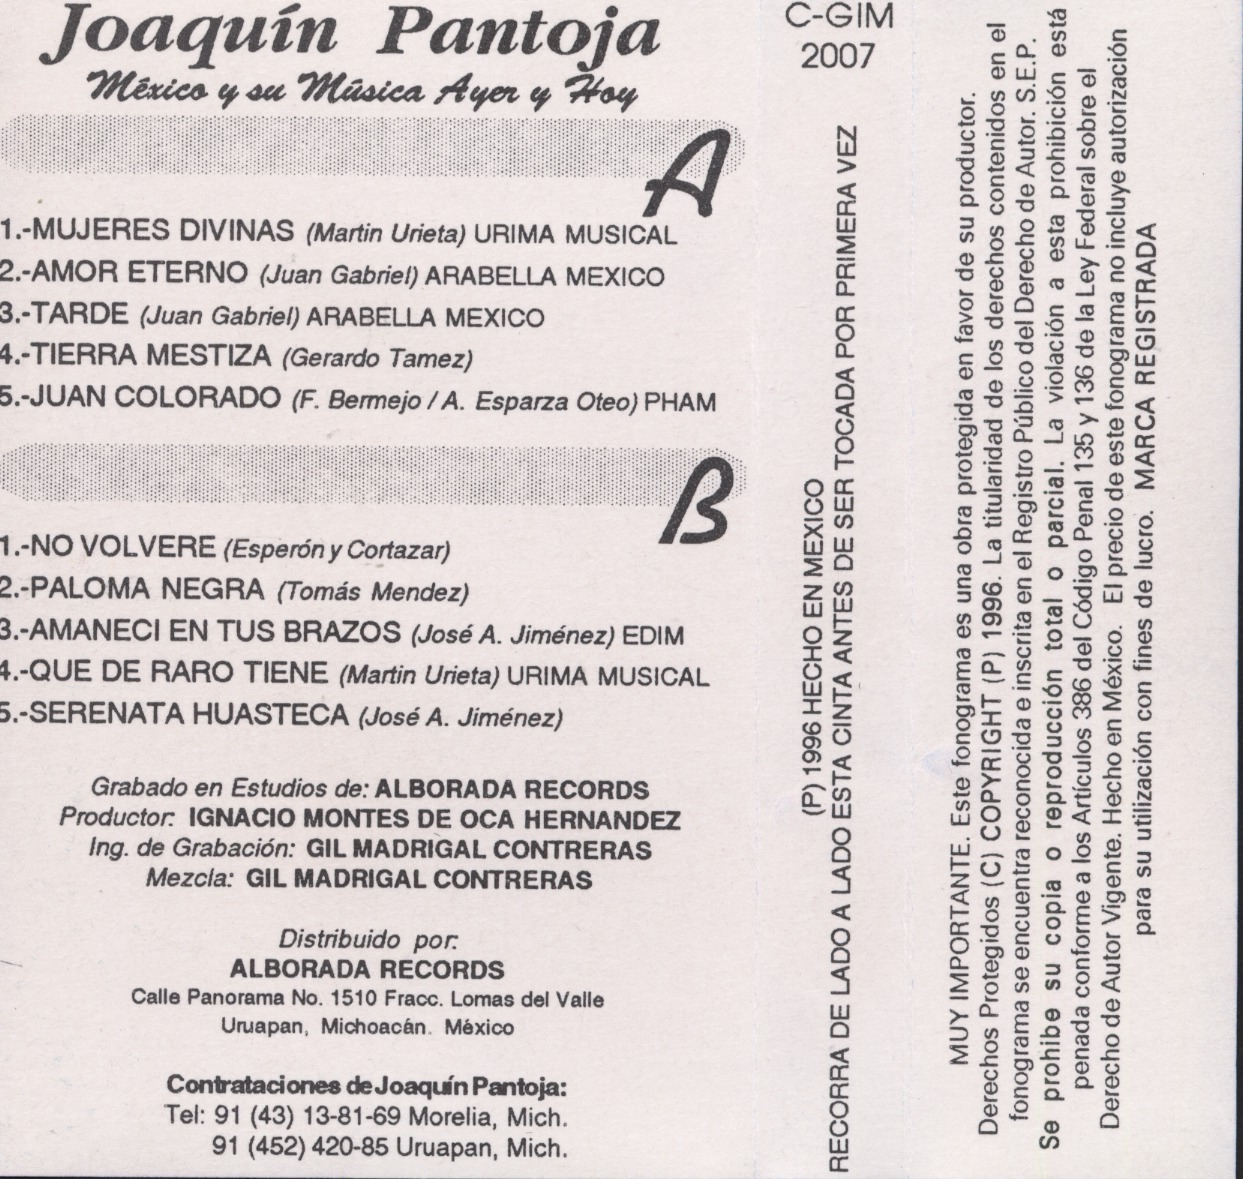 Joaquín Pantoja
México y su Música Ayer y Hoy
A
1.-MUJERES DIVINAS (Martin Urieta) URIMA MUSICAL
2.-AMOR ETERNO (Juan Gabriel) ARABELLA MEXICO
3.-TARDE (Juan Gabriel) ARABELLA MEXICO
4.-TIERRA MESTIZA (Gerardo Tamez)
5.-JUAN COLORADO (F. Bermejo / A. Esparza Oteo) PHAM
B
1.-NO VOLVERE (Esperón y Cortazar)
2.-PALOMA NEGRA (Tomás Mendez)
3.-AMANECI EN TUS BRAZOS (José A. Jiménez) EDIM
4.-QUE DE RARO TIENE (Martin Urieta) URIMA MUSICAL
5.-SERENATA HUASTECA (José A. Jiménez)
Grabado en Estudios de: ALBORADA RECORDS
Productor: IGNACIO MONTES DE OCA HERNANDEZ
Ing. de Grabación: GIL MADRIGAL CONTRERAS
Mezcla: GIL MADRIGAL CONTRERAS
Distribuido por:
ALBORADA RECORDS
Calle Panorama No. 1510 Fracc. Lomas del Valle
Uruapan, Michoacán. México
Contrataciones de Joaquín Pantoja:
Tel: 91 (43) 13-81-69 Morelia, Mich.
91 (452) 420-85 Uruapan, Mich.
C-GIM
2007
(P) 1996 HECHO EN MEXICO
RECORRA DE LADO A LADO ESTA CINTA ANTES DE SER TOCADA POR PRIMERA VEZ
MUY IMPORTANTE. Este fonograma es una obra protegida en favor de su productor.
Derechos Protegidos (C) COPYRIGHT (P) 1996. La titularidad de los derechos contenidos en el
fonograma se encuentra reconocida e inscrita en el Registro Público del Derecho de Autor. S.E.P.
Se prohibe su copia o reproducción total o parcial. La violación a esta prohibición está
penada conforme a los Artículos 386 del Código Penal 135 y 136 de la Ley Federal sobre el
Derecho de Autor Vigente. Hecho en México. El precio de este fonograma no incluye autorización
para su utilización con fines de lucro. MARCA REGISTRADA